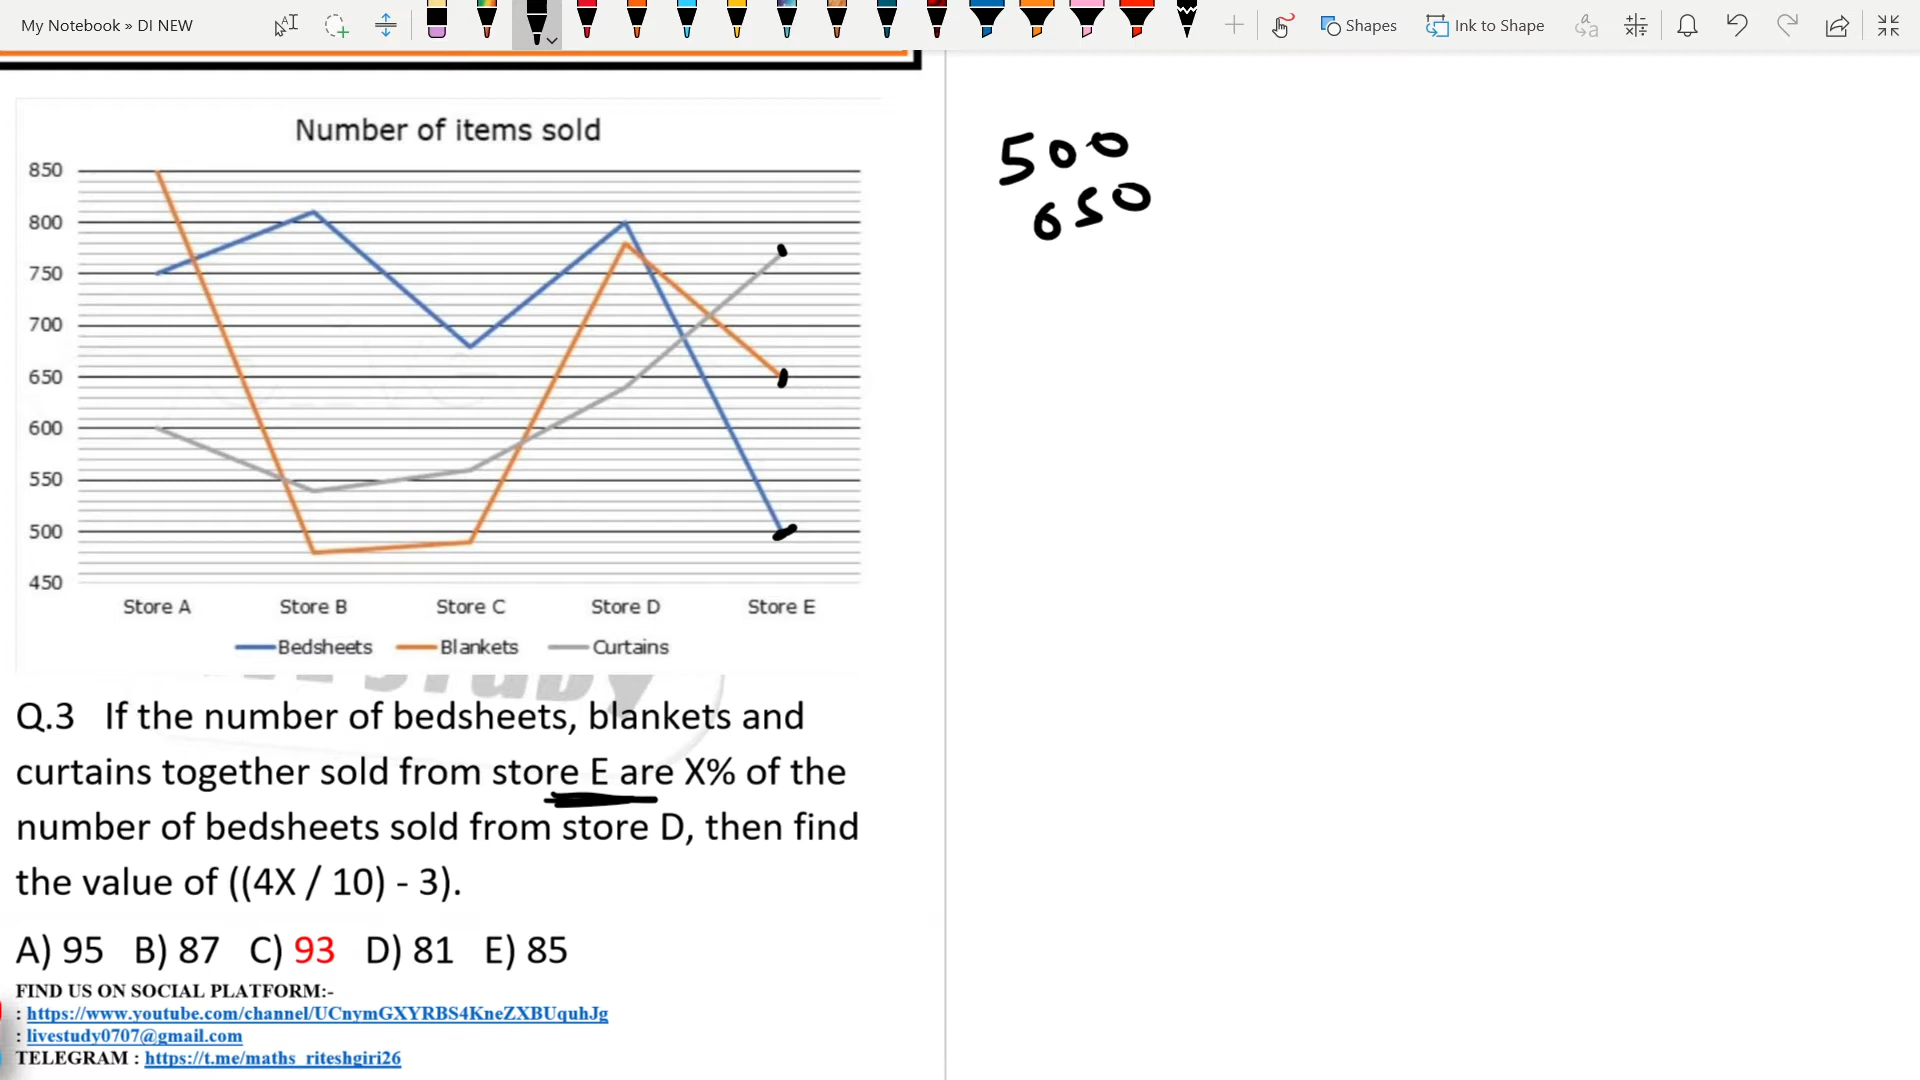 My Notebook » DI NEW
Shapes
Ink to Shape
Number of items sold
850
800
750
700
650
600
550
500
450
Store A Store B Store C Store D Store E
Bedsheets Blankets Curtains
500
650
Q.3 If the number of bedsheets, blankets and
curtains together sold from store E are X% of the
number of bedsheets sold from store D, then find
the value of ((4X / 10) - 3).
A) 95 B) 87 C) 93 D) 81 E) 85
FIND US ON SOCIAL PLATFORM:-
: https://www.youtube.com/channel/UCnymGXYRBS4KneZXBUquhJg
: livestudy0707@gmail.com
TELEGRAM : https://t.me/maths_riteshgiri26